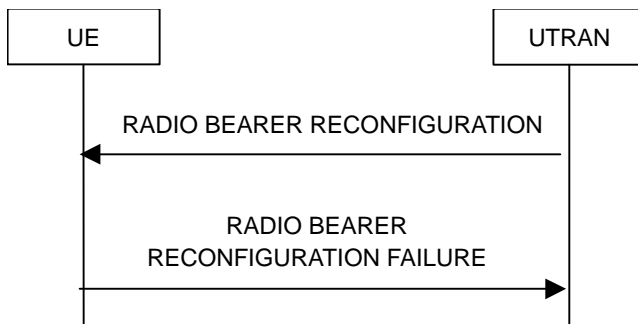 UE
UTRAN
RADIO BEARER RECONFIGURATION
RADIO BEARER
RECONFIGURATION FAILURE